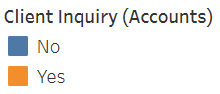 Client Inquiry (Accounts)
No
Yes